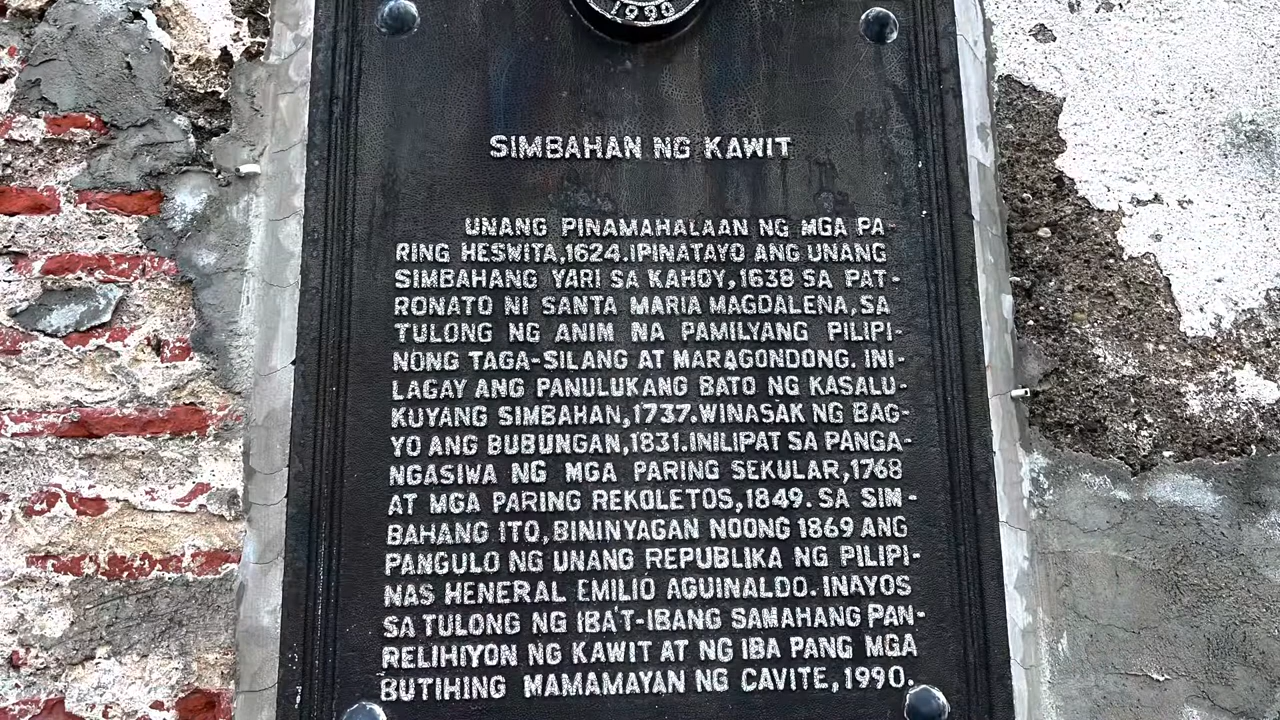 1990
SIMBAHAN NG KAWIT
UNANG PINAMAHALAAN NG MGA PA-
RING HESWITA,1624.IPINATAYO ANG UNANG
SIMBAHANG YARI SA KAHOY,1638 SA PAT-
RONATO NI SANTA MARIA MAGDALENA,SA
TULONG NG ANIM NA PAMILYANG PILIPI-
NONG TAGA-SILANG AT MARAGONDONG. INI-
LAGAY ANG PANULUKANG BATO NG KASALU-
KUYANG SIMBAHAN,1737.WINASAK NG BAG-
YO ANG BUBUNGAN,1831.INILIPAT SA PANGA-
NGASIWA NG MGA PARING SEKULAR,1768
AT MGA PARING REKOLETOS,1849. SA SIM-
BAHANG ITO,BININYAGAN NOONG 1869 ANG
PANGULO NG UNANG REPUBLIKA NG PILIPI-
NAS HENERAL EMILIO AGUINALDO. INAYOS
SA TULONG NG IBA'T-IBANG SAMAHANG PAN-
RELIHIYON NG KAWIT AT NG IBA PANG MGA
BUTIHING MAMAMAYAN NG CAVITE,1990.